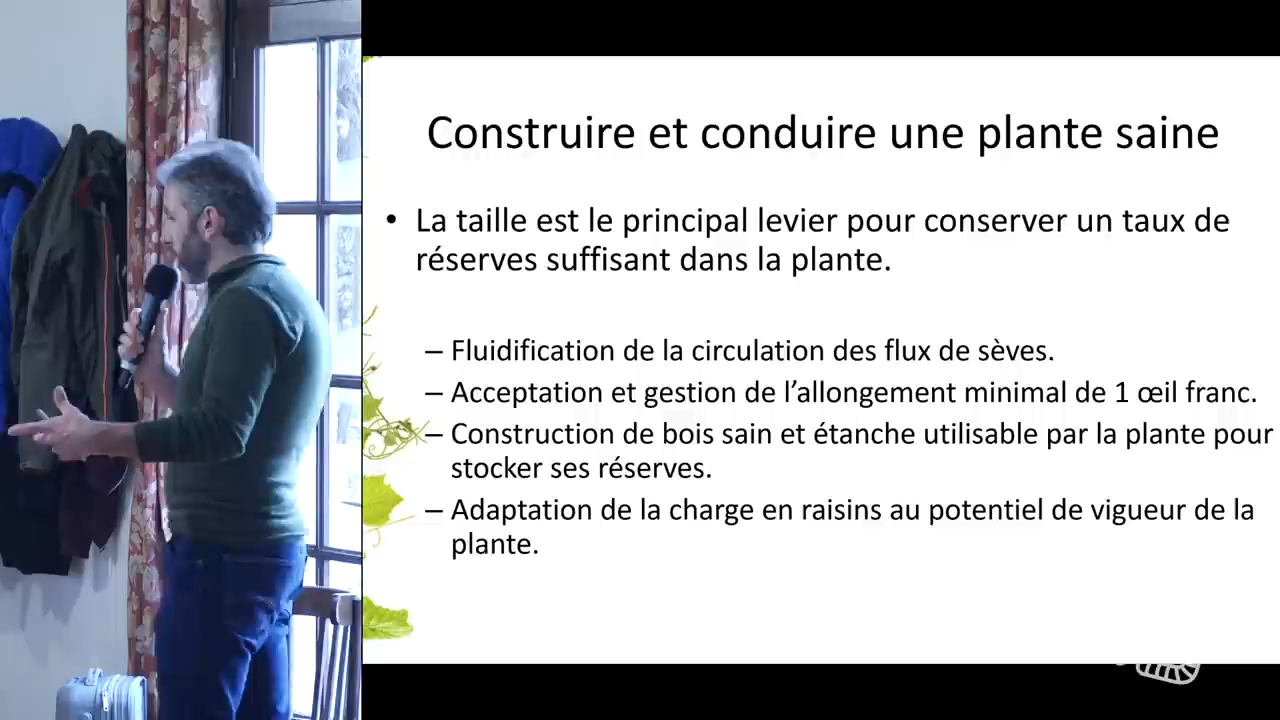 Construire et conduire une plante saine
• La taille est le principal levier pour conserver un taux de
réserves suffisant dans la plante.
– Fluidification de la circulation des flux de sèves.
– Acceptation et gestion de l’allongement minimal de 1 œil franc.
– Construction de bois sain et étanche utilisable par la plante pour
stocker ses réserves.
– Adaptation de la charge en raisins au potentiel de vigueur de la
plante.